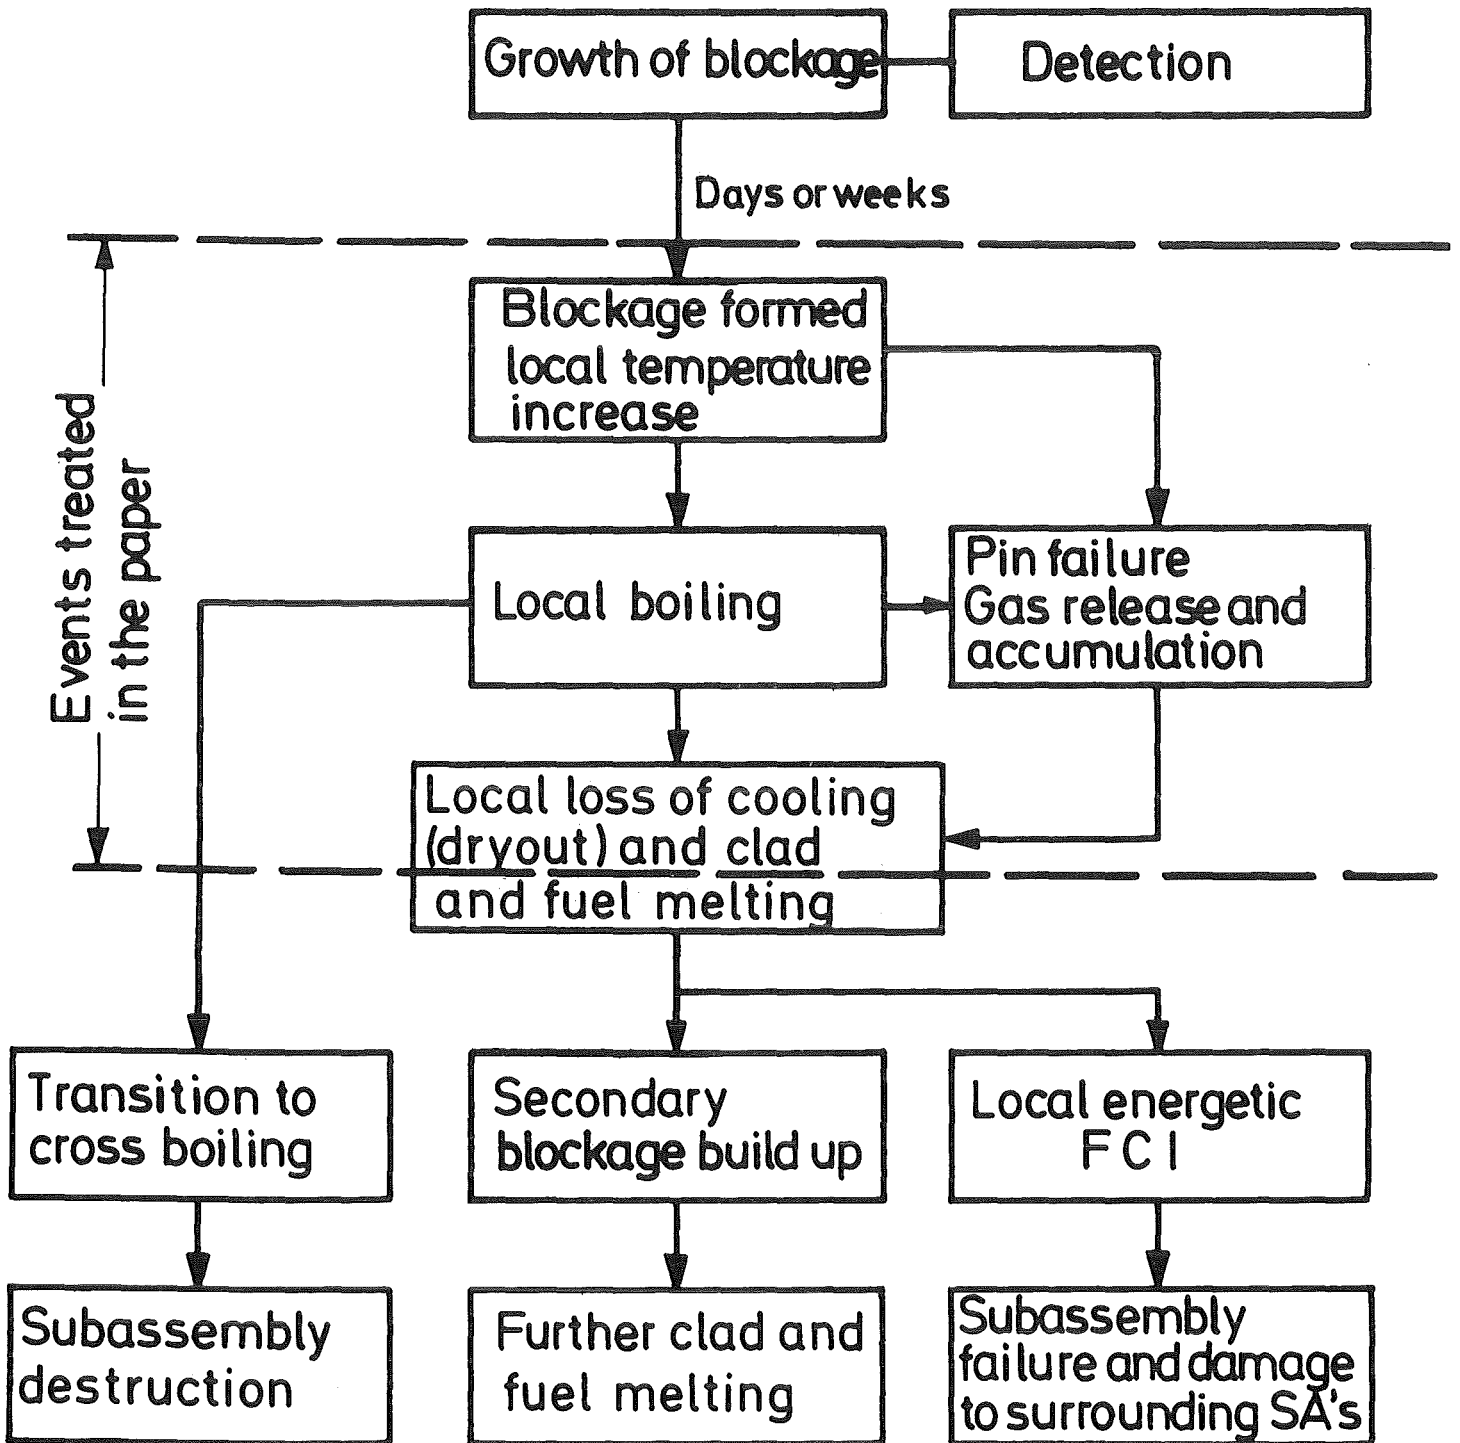 Growth of blockage
Detection
Days or weeks
Events treated
in the paper
Blockage formed
local temperature
increase
Local boiling
Pin failure
Gas release and
accumulation
Local loss of cooling
(dryout) and clad
and fuel melting
Transition to
cross boiling
Secondary
blockage build up
Local energetic
FCI
Subassembly
destruction
Further clad and
fuel melting
Subassembly
failure and damage
to surrounding SA's